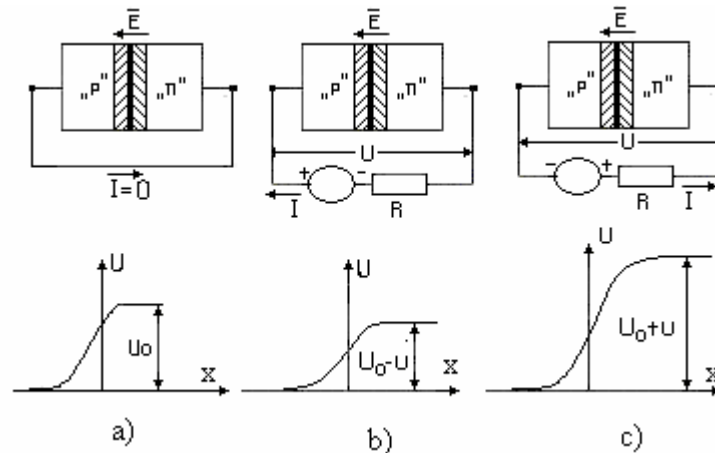 E̅ E̅ E̅
„P" „n" „P" „n" „P" „n"
U U
+ - - +
I=0 I R R I
U U U
U₀ U₀-u U₀+u
X X X
a) b) c)